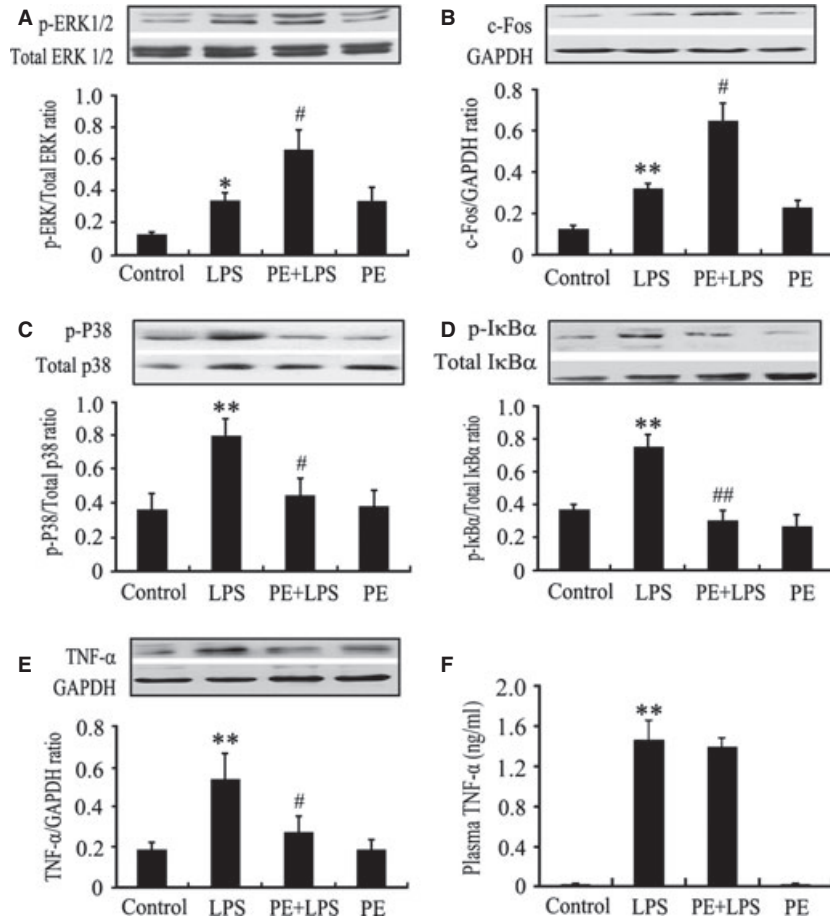 A
p-ERK1/2
Total ERK 1/2
p-ERK/Total ERK ratio
1.0
0.8
0.6
0.4
0.2
0
*
#
Control LPS PE+LPS PE
B
c-Fos
GAPDH
c-Fos/GAPDH ratio
0.8
0.6
0.4
0.2
0
**
#
Control LPS PE+LPS PE
C
p-P38
Total p38
p-P38/Total p38 ratio
1.0
0.8
0.6
0.4
0.2
0
**
#
Control LPS PE+LPS PE
D
p-IκBα
Total IκBα
p-IκBα/Total IκBα ratio
1.0
0.8
0.6
0.4
0.2
0
**
##
Control LPS PE+LPS PE
E
TNF-α
GAPDH
TNF-α/GAPDH ratio
0.8
0.6
0.4
0.2
0
**
#
Control LPS PE+LPS PE
F
Plasma TNF-α (ng/ml)
2.0
1.6
1.2
0.8
0.4
0
**
Control LPS PE+LPS PE